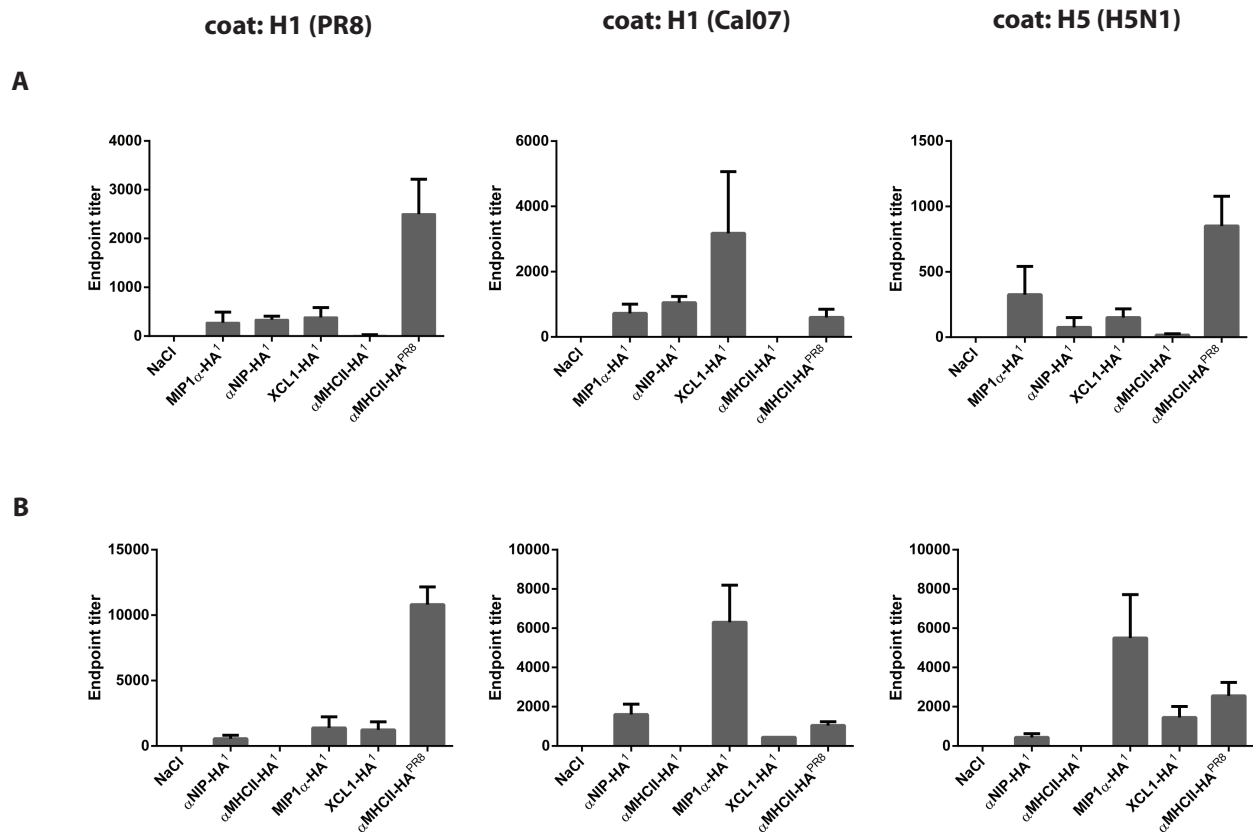 coat: H1 (PR8)
coat: H1 (Cal07)
coat: H5 (H5N1)
A
Endpoint titer
4000
3000
2000
1000
0
NaCl
MIP1α-HA¹
αNIP-HA¹
XCL1-HA¹
αMHCII-HA¹
αMHCII-HAᴾᴿ⁸
Endpoint titer
6000
4000
2000
0
NaCl
MIP1α-HA¹
αNIP-HA¹
XCL1-HA¹
αMHCII-HA¹
αMHCII-HAᴾᴿ⁸
Endpoint titer
1500
1000
500
0
NaCl
MIP1α-HA¹
αNIP-HA¹
XCL1-HA¹
αMHCII-HA¹
αMHCII-HAᴾᴿ⁸
B
Endpoint titer
15000
10000
5000
0
NaCl
αNIP-HA¹
αMHCII-HA¹
MIP1α-HA¹
XCL1-HA¹
αMHCII-HAᴾᴿ⁸
Endpoint titer
10000
8000
6000
4000
2000
0
NaCl
αNIP-HA¹
αMHCII-HA¹
MIP1α-HA¹
XCL1-HA¹
αMHCII-HAᴾᴿ⁸
Endpoint titer
10000
8000
6000
4000
2000
0
NaCl
αNIP-HA¹
αMHCII-HA¹
MIP1α-HA¹
XCL1-HA¹
αMHCII-HAᴾᴿ⁸